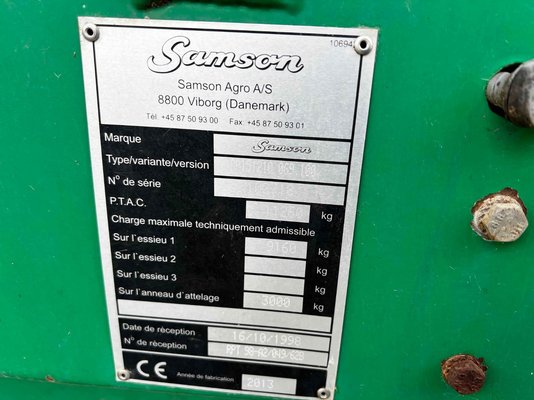 10694
Samson
Samson Agro A/S
8800 Viborg (Danemark)
Tél. +45 87 50 93 00 Fax +45 87 50 93 01
Marque Samson
Type/variante/version
N° de série
P.T.A.C. kg
Charge maximale techniquement admissible
Sur l'essieu 1 9160 kg
Sur l'essieu 2 kg
Sur l'essieu 3 kg
Sur l'anneau d'attelage 3000 kg
Date de réception 16/10/1998
N° de réception
CE Année de fabrication 2013